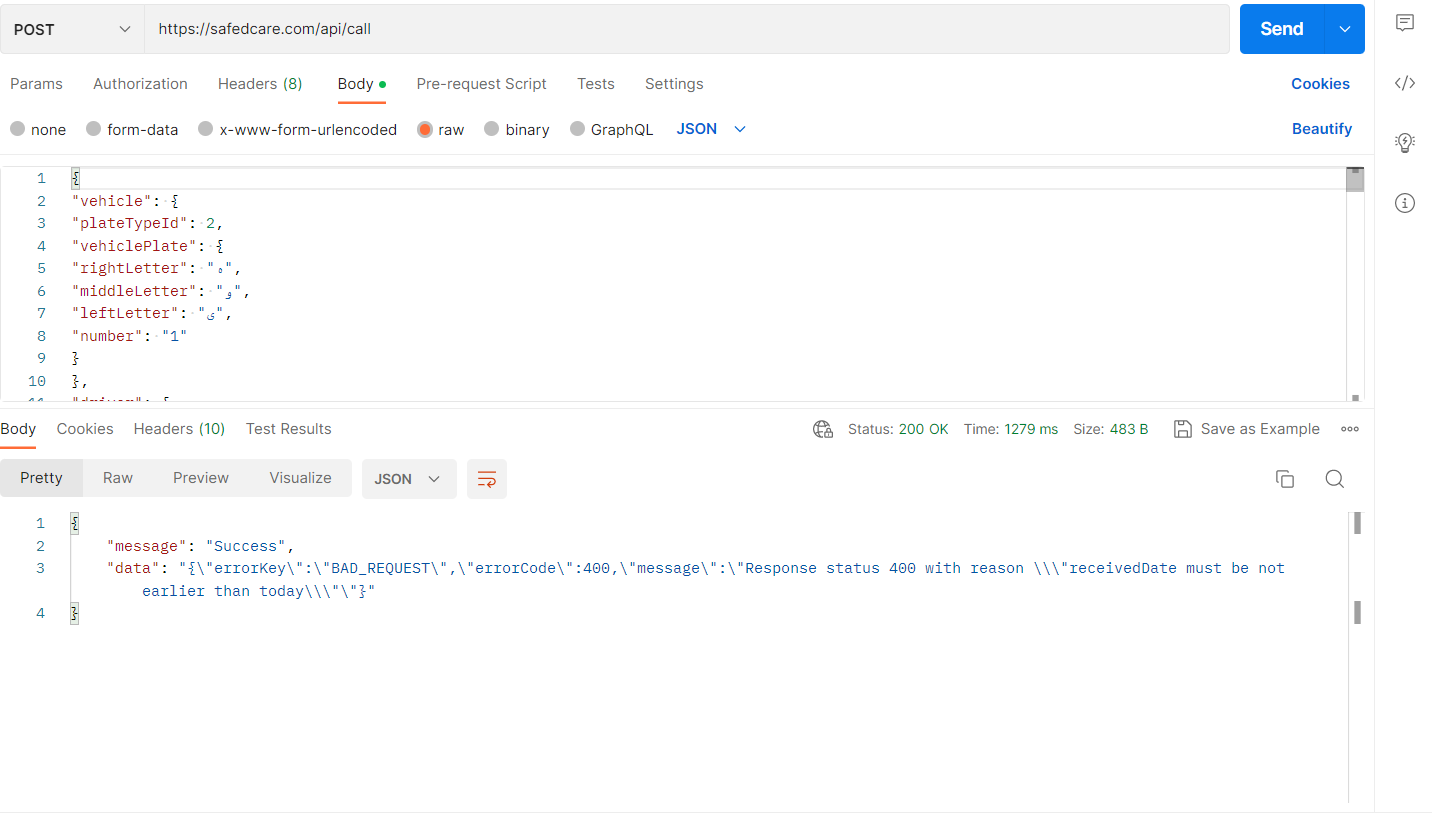 POST https://safedcare.com/api/call Send
Params Authorization Headers (8) Body Pre-request Script Tests Settings Cookies
none form-data x-www-form-urlencoded raw binary GraphQL JSON Beautify
1 {
2 "vehicle": {
3 "plateTypeId": 2,
4 "vehiclePlate": {
5 "rightLetter": "ه",
6 "middleLetter": "و",
7 "leftLetter": "ى",
8 "number": "1"
9 }
10 },
11 "driver": {
Body Cookies Headers (10) Test Results Status: 200 OK Time: 1279 ms Size: 483 B Save as Example
Pretty Raw Preview Visualize JSON
1 {
2 "message": "Success",
3 "data": "{\"errorKey\":\"BAD_REQUEST\",\"errorCode\":400,\"message\":\"Response status 400 with reason \\\"receivedDate must be not
earlier than today\\\"\"}"
4 }